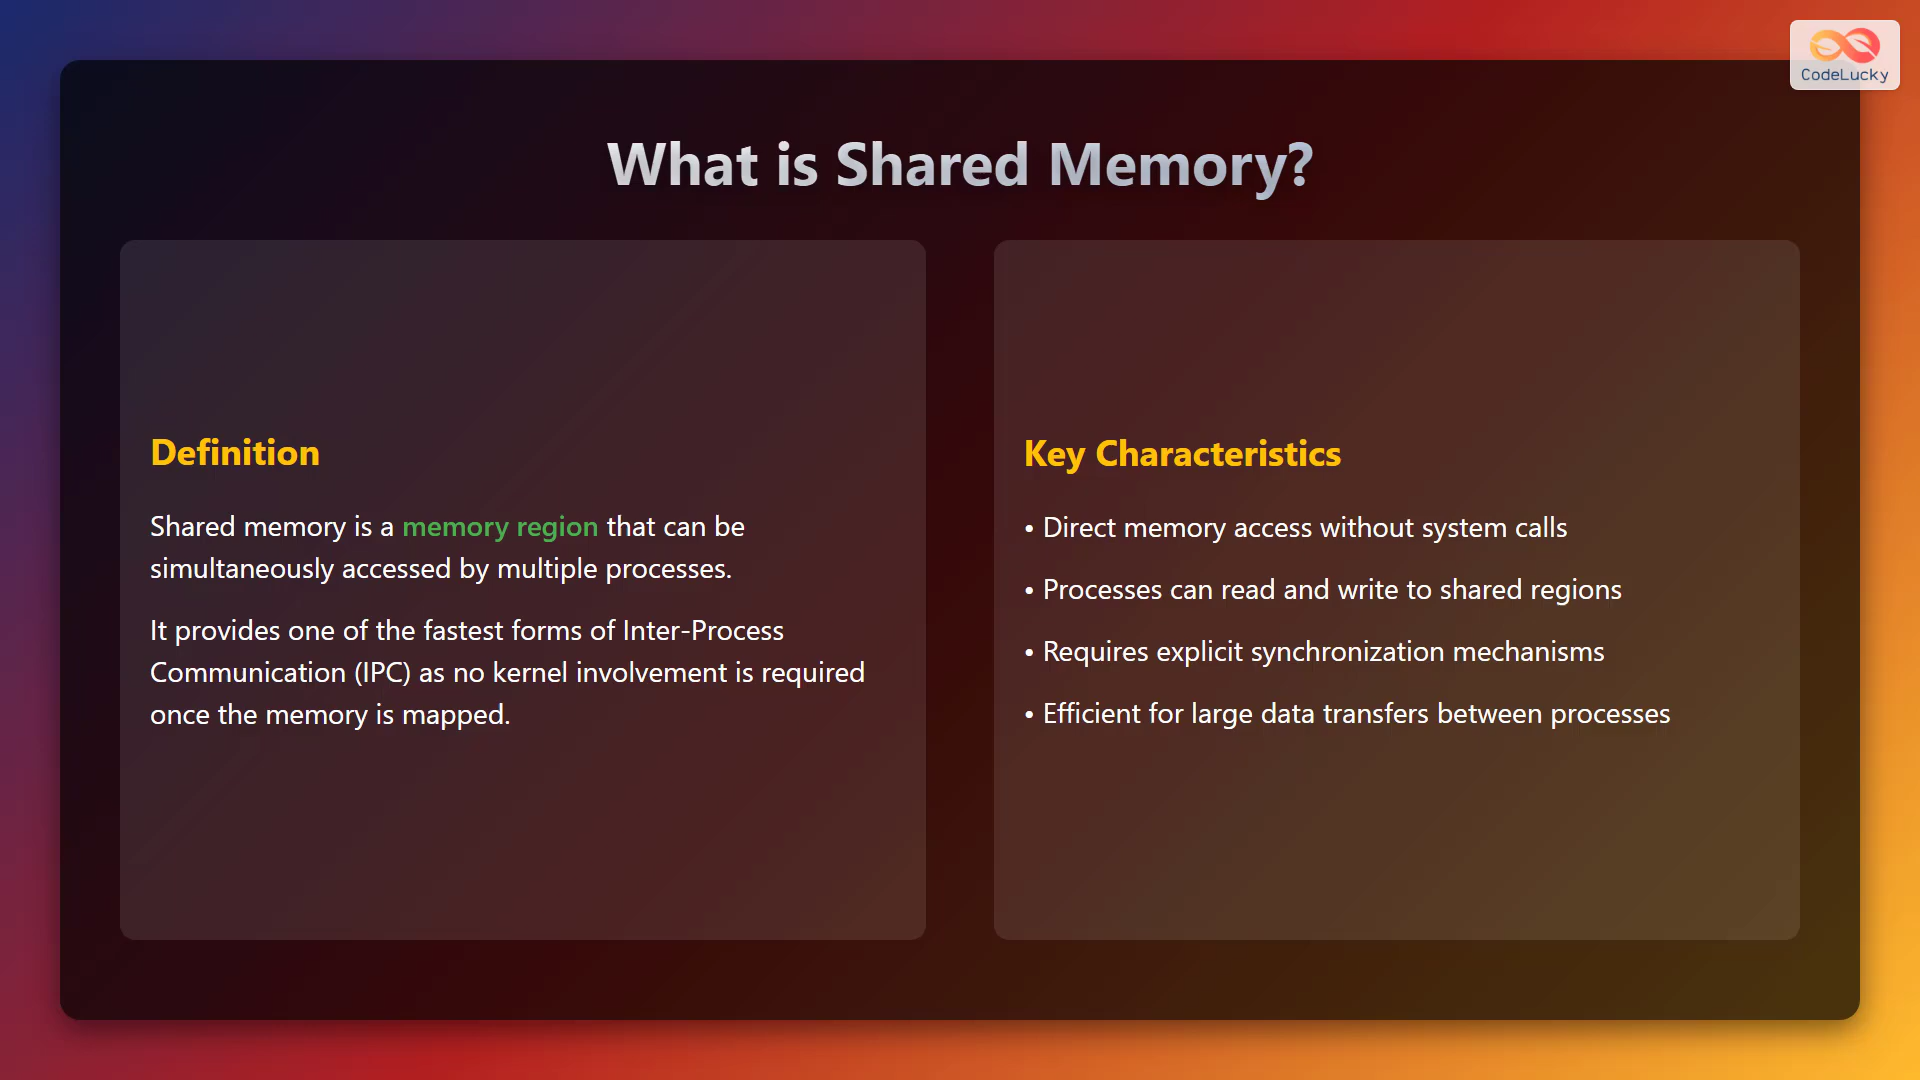 CodeLucky
What is Shared Memory?
Definition
Shared memory is a memory region that can be
simultaneously accessed by multiple processes.
It provides one of the fastest forms of Inter-Process
Communication (IPC) as no kernel involvement is required
once the memory is mapped.
Key Characteristics
• Direct memory access without system calls
• Processes can read and write to shared regions
• Requires explicit synchronization mechanisms
• Efficient for large data transfers between processes